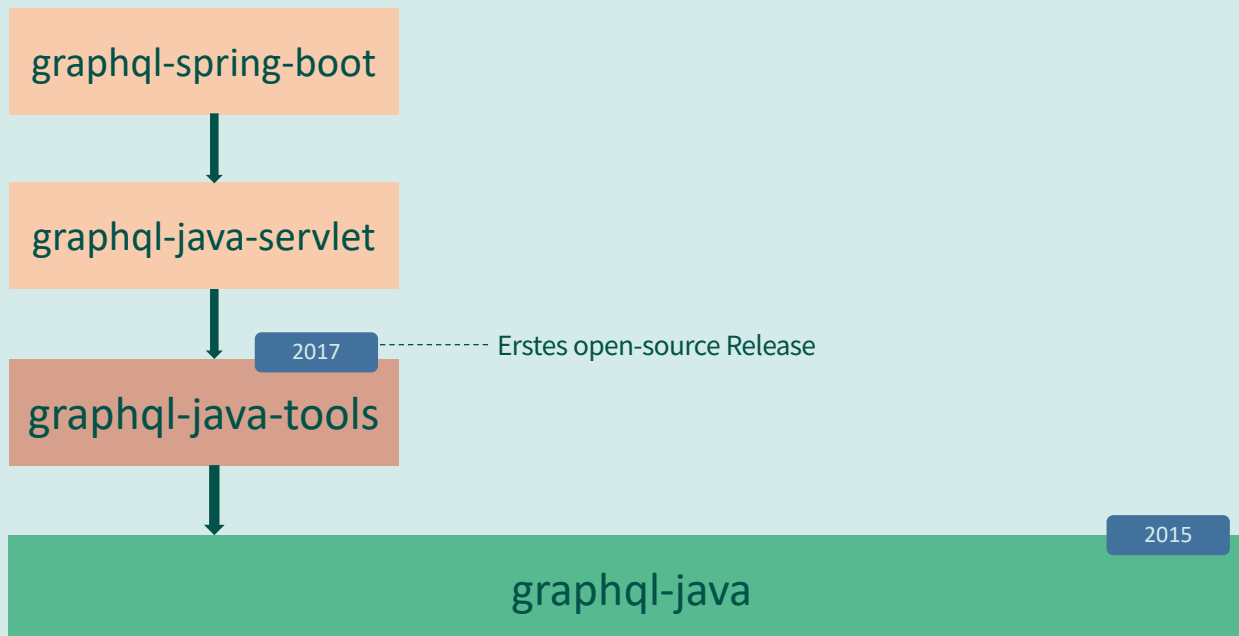 graphql-spring-boot
graphql-java-servlet
2017
Erstes open-source Release
graphql-java-tools
2015
graphql-java